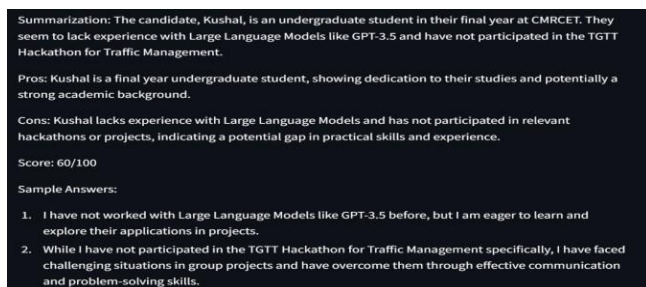 Summarization: The candidate, Kushal, is an undergraduate student in their final year at CMRCET. They
seem to lack experience with Large Language Models like GPT-3.5 and have not participated in the TGTT
Hackathon for Traffic Management.
Pros: Kushal is a final year undergraduate student, showing dedication to their studies and potentially a
strong academic background.
Cons: Kushal lacks experience with Large Language Models and has not participated in relevant
hackathons or projects, indicating a potential gap in practical skills and experience.
Score: 60/100
Sample Answers:
1. I have not worked with Large Language Models like GPT-3.5 before, but I am eager to learn and
explore their applications in projects.
2. While I have not participated in the TGTT Hackathon for Traffic Management specifically, I have faced
challenging situations in group projects and have overcome them through effective communication
and problem-solving skills.